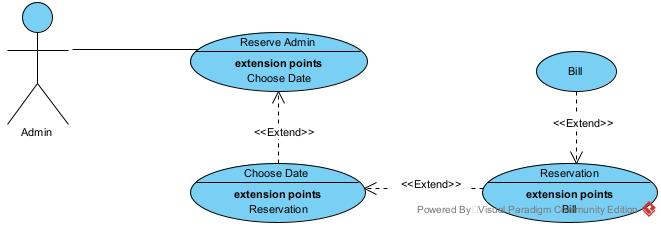 Reserve Admin
extension points
Choose Date
Admin
<<Extend>>
Bill
<<Extend>>
Choose Date
extension points
Reservation
<<Extend>>
Reservation
extension points
Bill
Powered By Visual Paradigm Community Edition